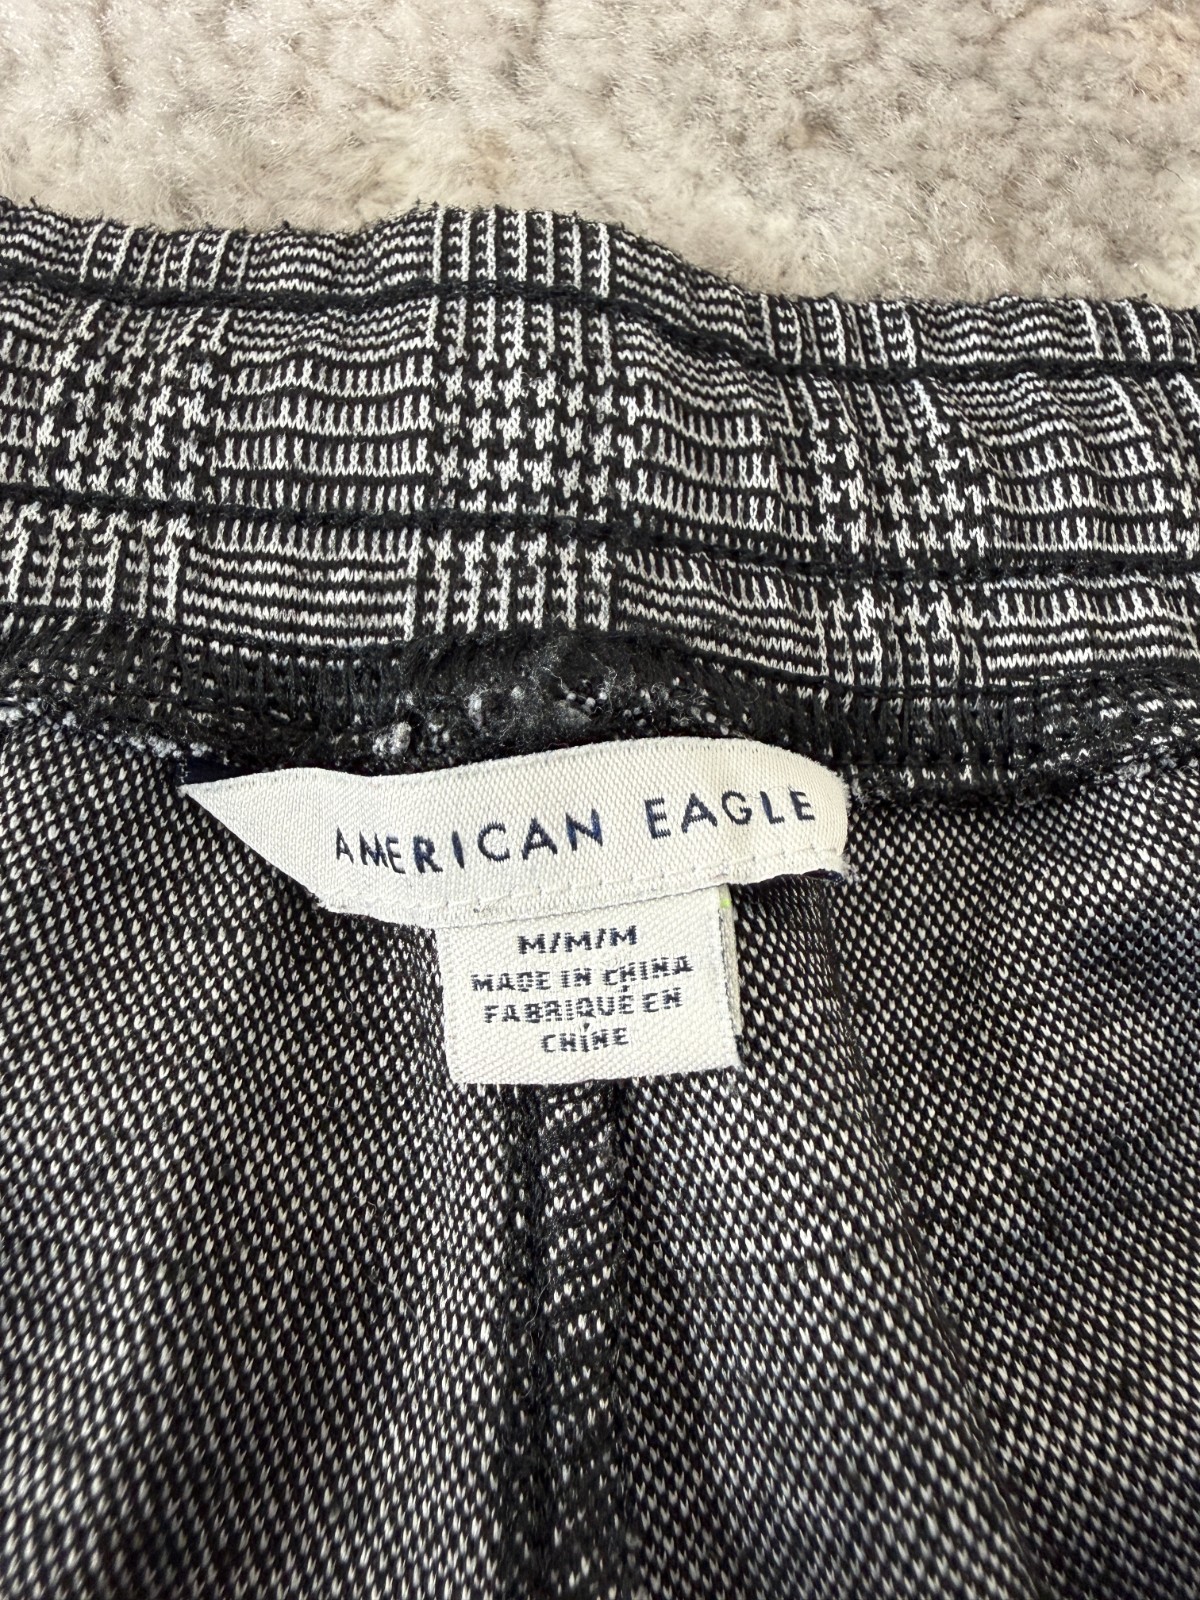 AMERICAN EAGLE
M/M/M
MADE IN CHINA
FABRIQUÉ EN
CHINE